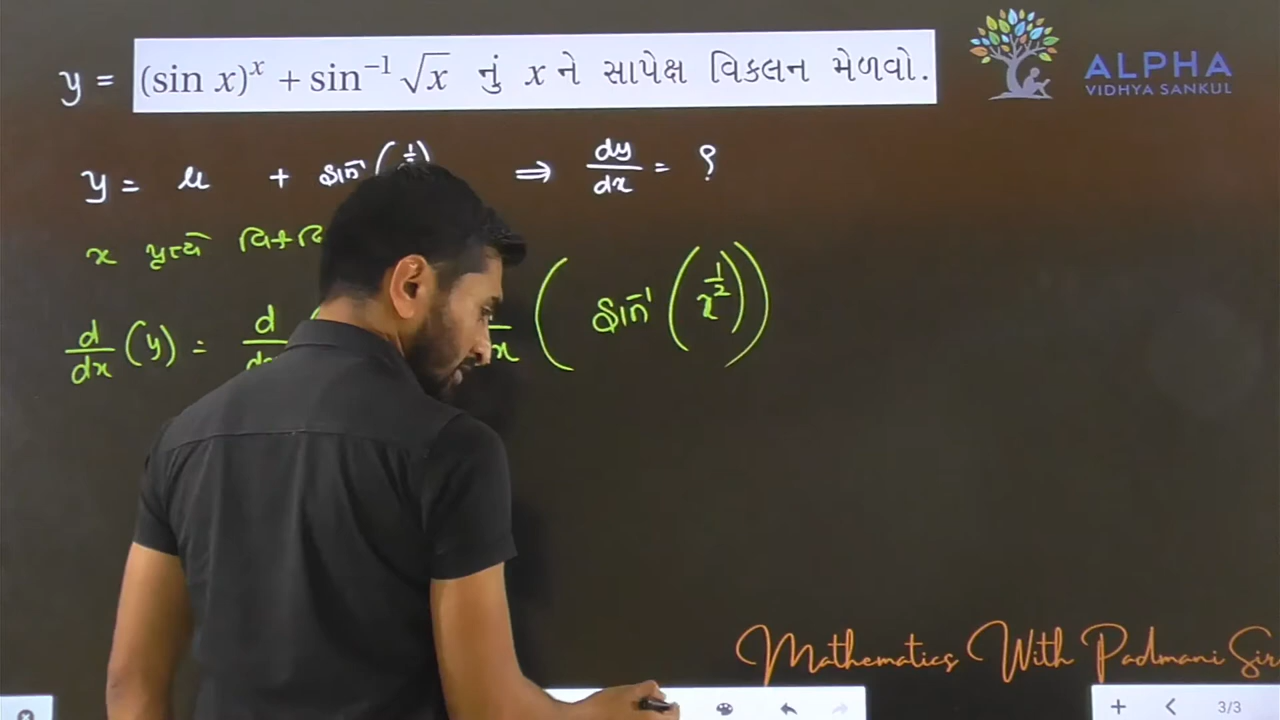 y = (sin x)^x + sin⁻¹ √x નું x ને સાપેક્ષ વિકલન મેળવો.
ALPHA
VIDHYA SANKUL
y = u + sin⁻¹ ( ⇒ dy/dx = ?
x પ્રત્યે
d/dx (y) = d ( sin⁻¹ (x^1/2))
Mathematics With Padmani Sir
3/3